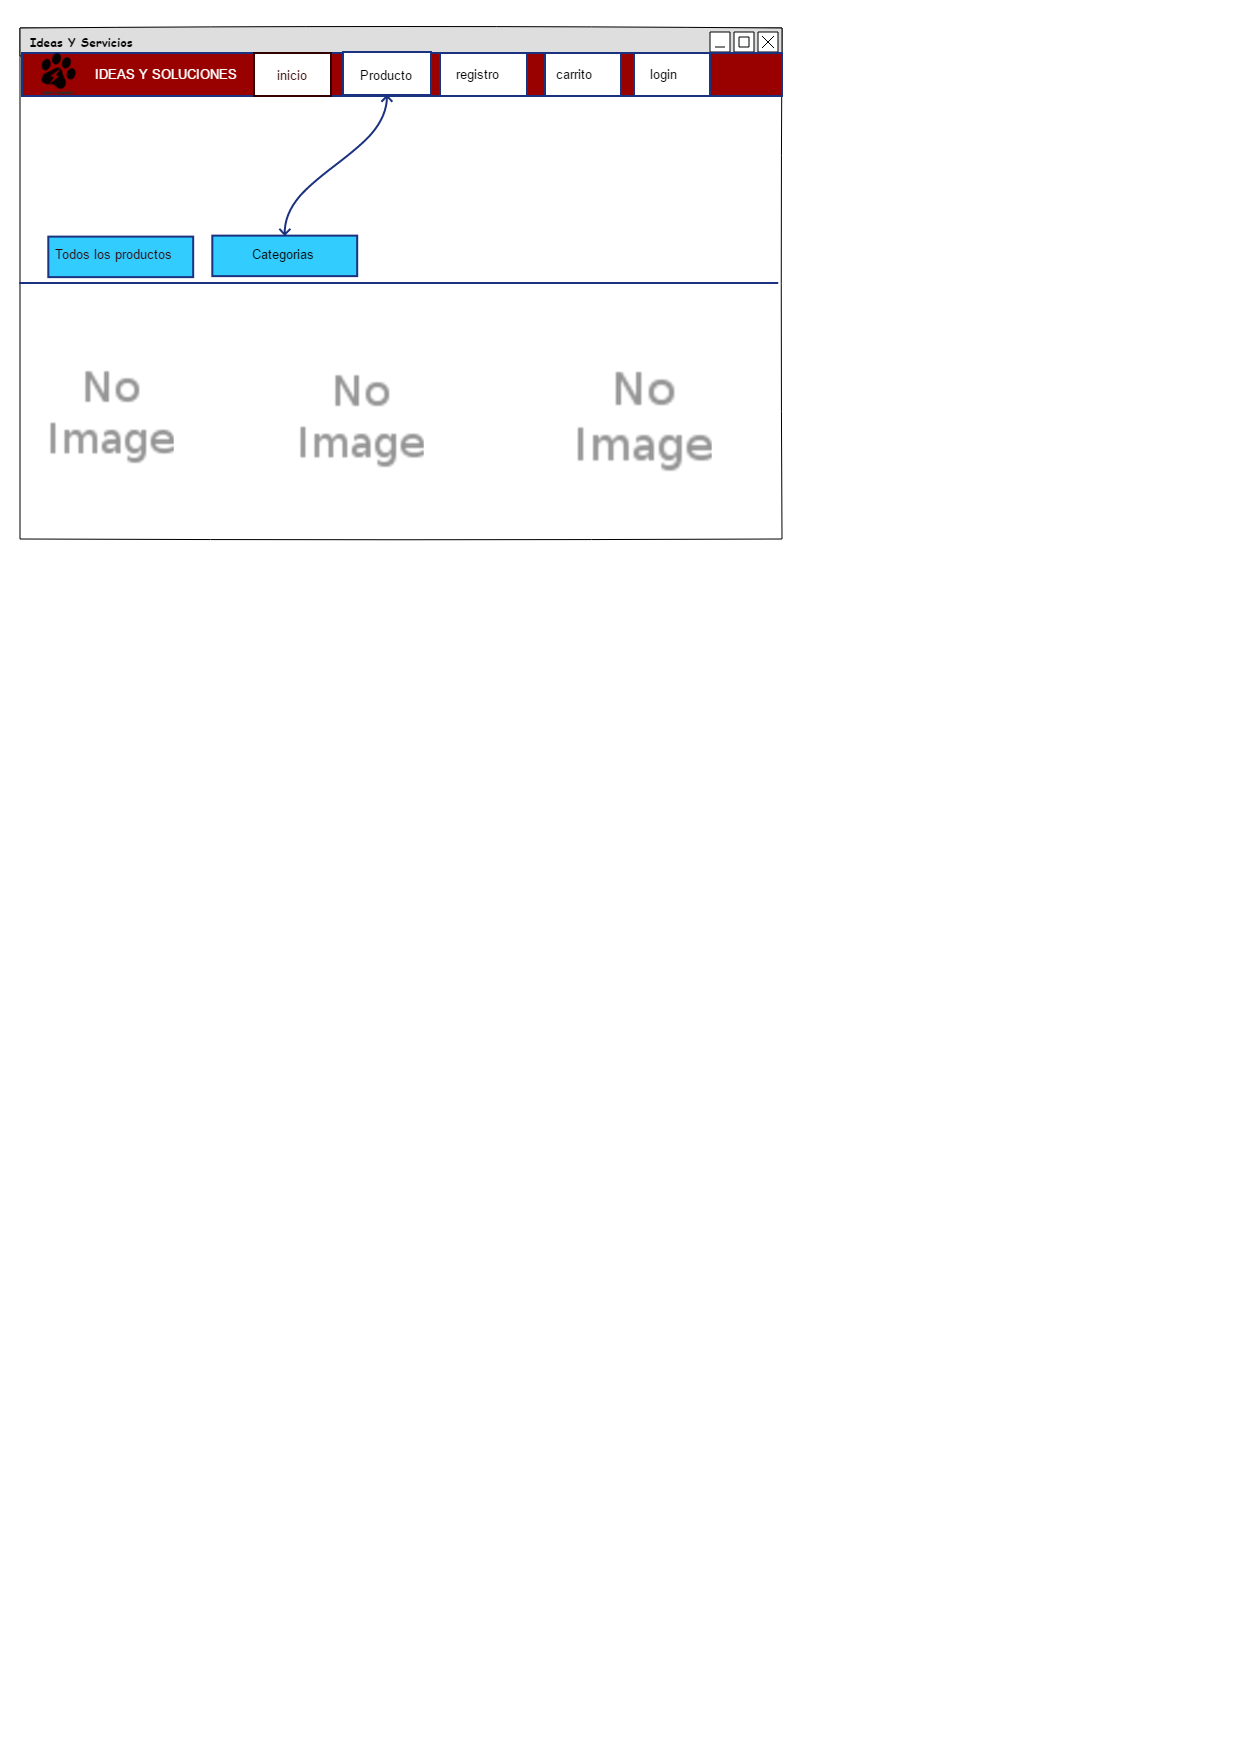 Ideas Y Servicios
IDEAS Y SOLUCIONES
inicio
Producto
registro
carrito
login
Todos los productos
Categorias
No
Image
No
Image
No
Image